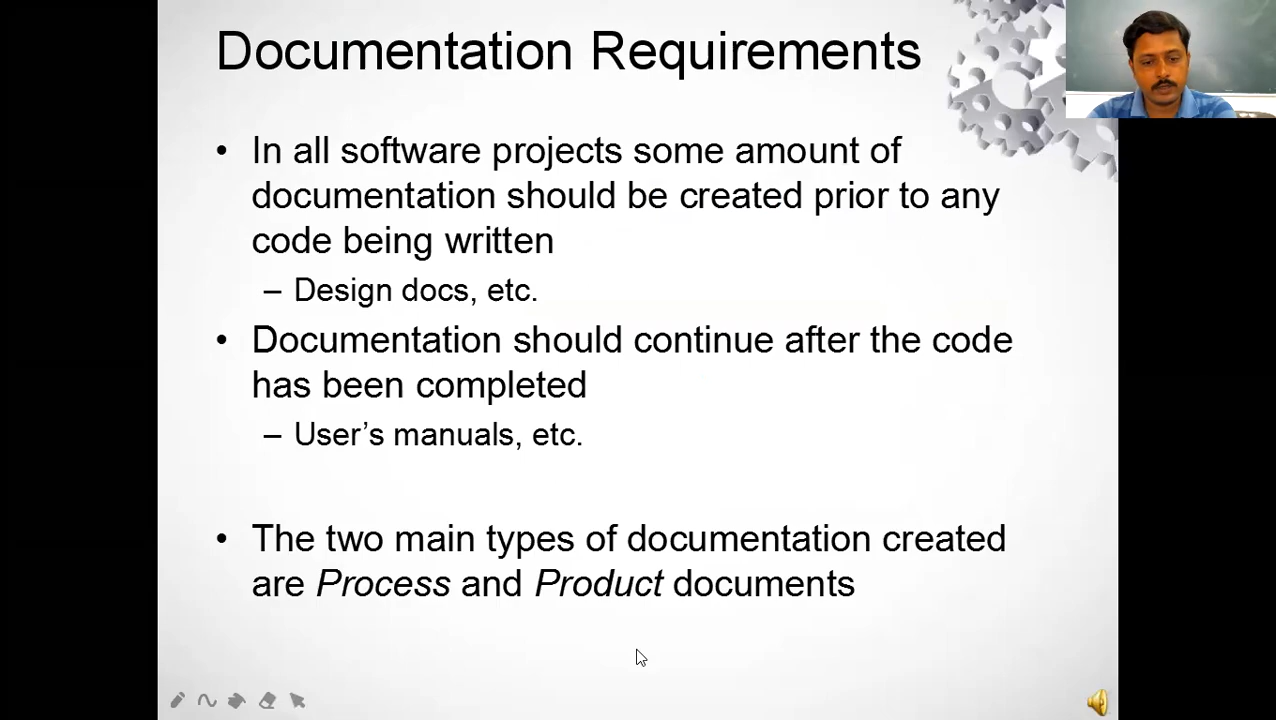 Documentation Requirements
• In all software projects some amount of
documentation should be created prior to any
code being written
– Design docs, etc.
• Documentation should continue after the code
has been completed
– User’s manuals, etc.
• The two main types of documentation created
are Process and Product documents